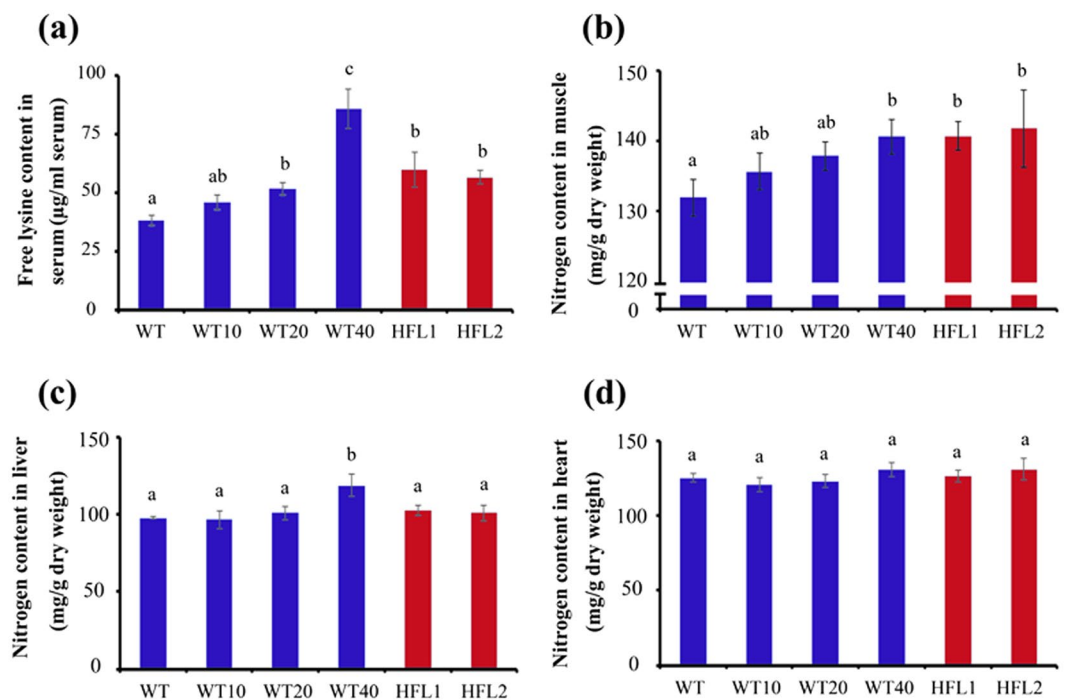 (a)
Free lysine content in
serum (μg/ml serum)
100
75
50
25
0
a
ab
b
c
b
b
WT WT10 WT20 WT40 HFL1 HFL2
(b)
Nitrogen content in muscle
(mg/g dry weight)
150
140
130
120
0
a
ab
ab
b
b
b
WT WT10 WT20 WT40 HFL1 HFL2
(c)
Nitrogen content in liver
(mg/g dry weight)
150
100
50
0
a
a
a
b
a
a
WT WT10 WT20 WT40 HFL1 HFL2
(d)
Nitrogen content in heart
(mg/g dry weight)
150
100
50
0
a
a
a
a
a
a
WT WT10 WT20 WT40 HFL1 HFL2